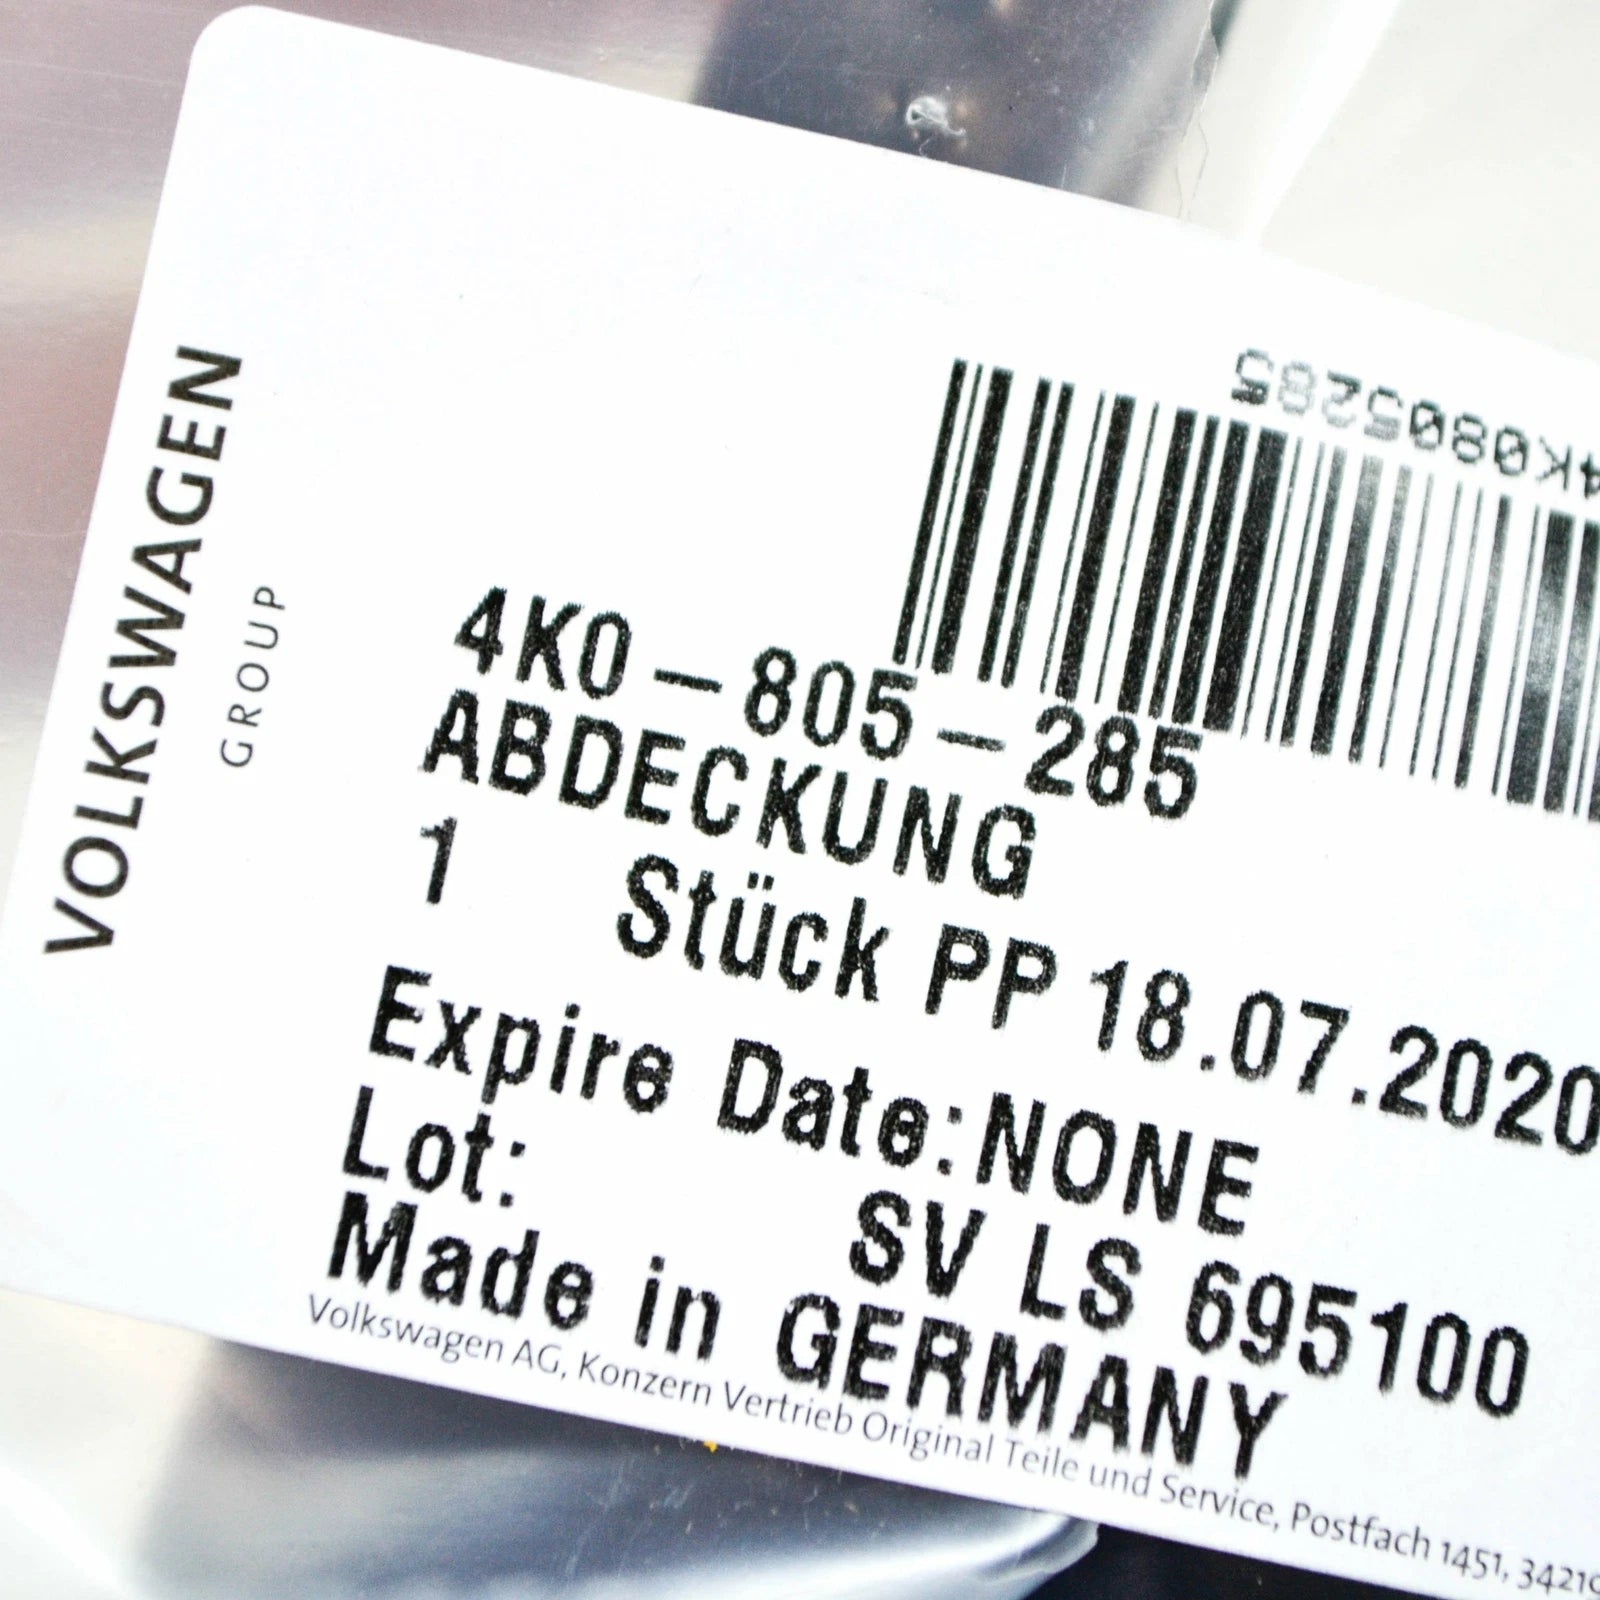 VOLKSWAGEN
GROUP
4K0805285
4K0-805-285
ABDECKUNG
1 Stück PP 18.07.2020
Expire Date:NONE
Lot: SV LS 695100
Made in GERMANY
Volkswagen AG, Konzern Vertrieb Original Teile und Service, Postfach 1451, 34219